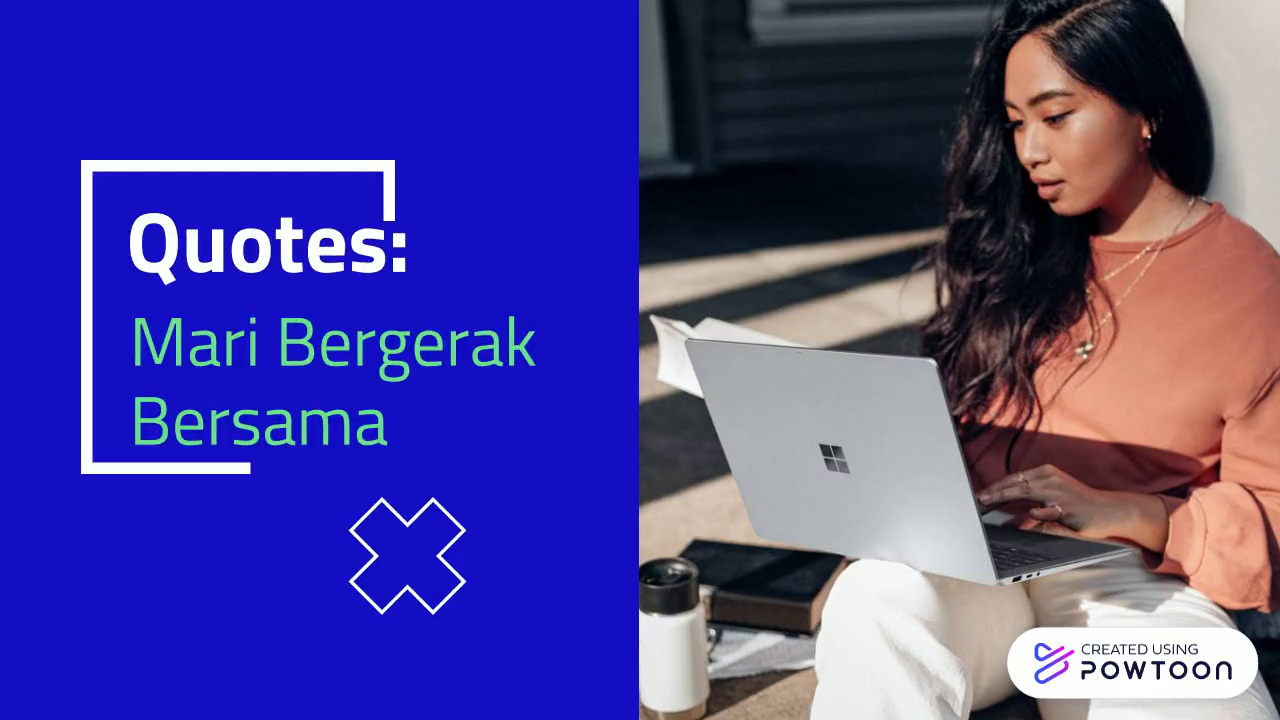 Quotes:
Mari Bergerak
Bersama
CREATED USING
POWTOON